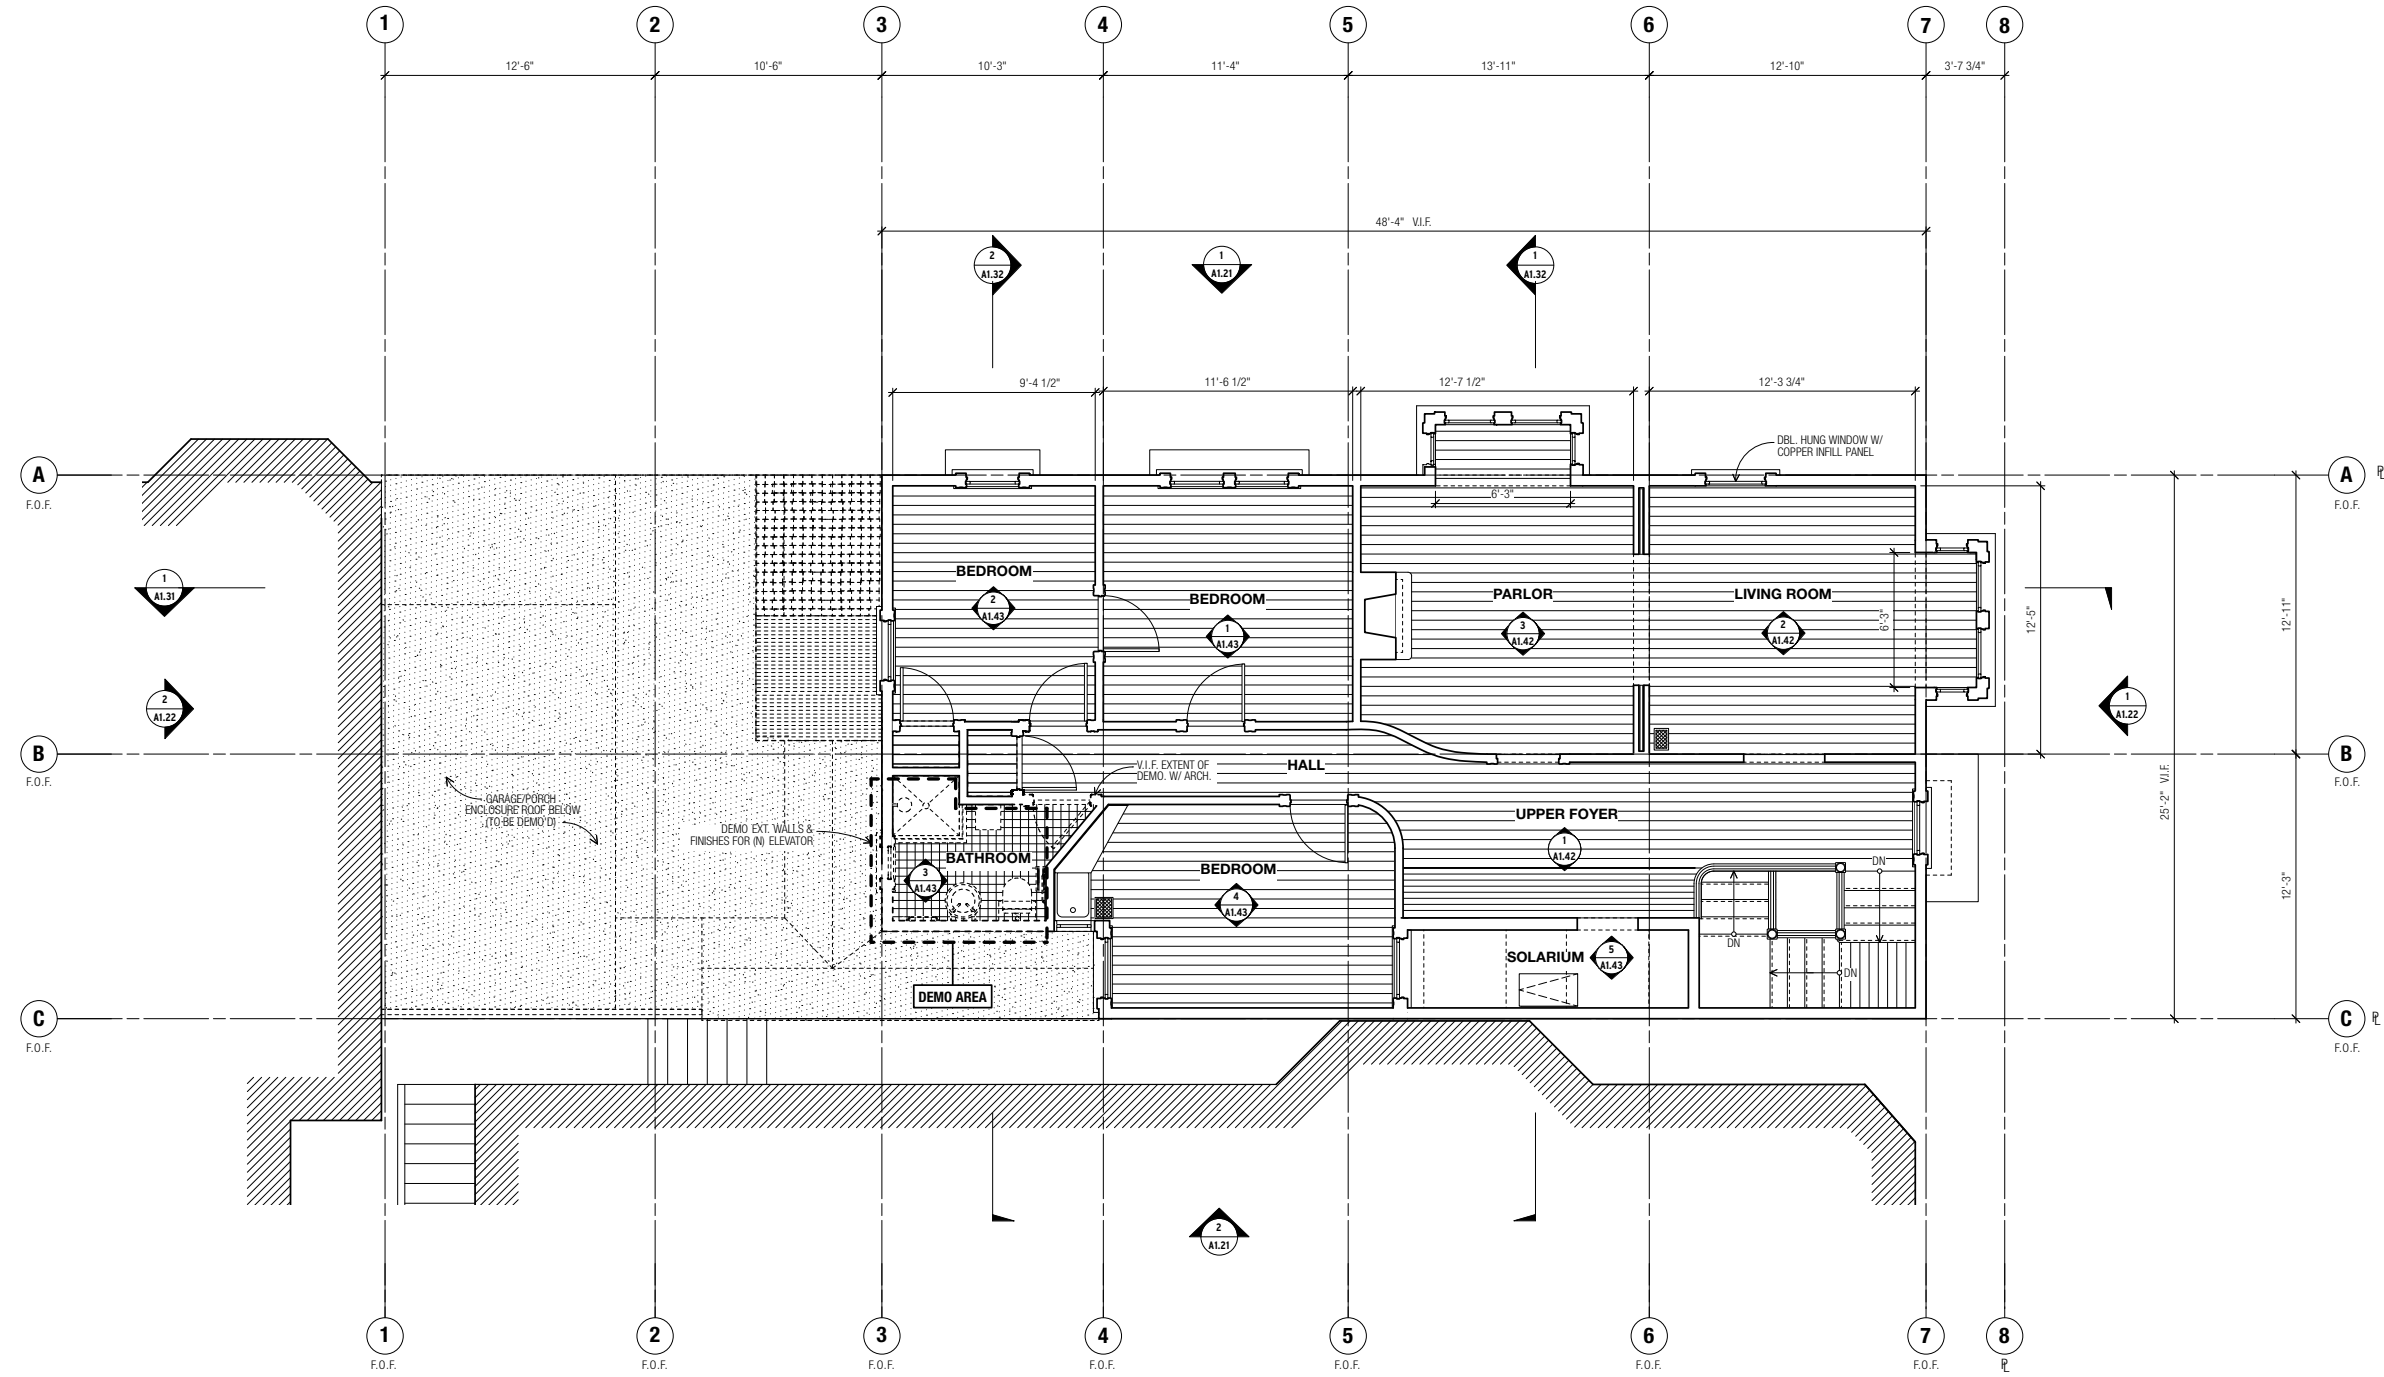 1 2 3 4 5 6 7 8
12'-6" 10'-6" 10'-3" 11'-4" 13'-11" 12'-10" 3'-7 3/4"
48'-4" V.I.F.
2 1 1
A1.32 A1.21 A1.32
9'-4 1/2" 11'-6 1/2" 12'-7 1/2" 12'-3 3/4"
DBL. HUNG WINDOW W/
COPPER INFILL PANEL
A A ℙL
F.O.F. F.O.F.
6'-3"
BEDROOM
2
A1.43
BEDROOM
1
A1.43
PARLOR
3
A1.42
LIVING ROOM
2
A1.42
6'-3"
12'-5"
12'-11"
1
A1.31
2
A1.22
1
A1.22
B B
F.O.F. F.O.F.
25'-2" V.I.F.
V.I.F. EXTENT OF
DEMO. W/ ARCH.
HALL
GARAGE/PORCH
ENCLOSURE ROOF BELOW
(TO BE DEMO'D)
DEMO EXT. WALLS &
FINISHES FOR (N) ELEVATOR
UPPER FOYER
1
A1.42
BATHROOM
3
A1.43
BEDROOM
4
A1.43
DN
DN
DN
12'-3"
SOLARIUM
5
A1.43
DEMO AREA
C C ℙL
F.O.F. F.O.F.
2
A1.21
1 2 3 4 5 6 7 8
F.O.F. F.O.F. F.O.F. F.O.F. F.O.F. F.O.F. F.O.F. ℙL